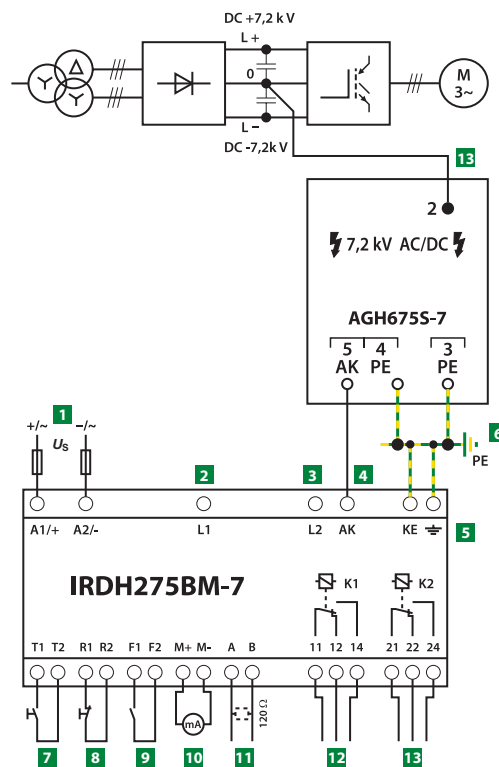 DC +7,2 k V
L +
0
L –
DC -7,2k V
M
3~
13
2
7,2 kV AC/DC
AGH675S-7
5 4 3
AK PE PE
6
PE
1
+/~ -/~
Us
2 3 4
A1/+ A2/- L1 L2 AK KE
5
IRDH275BM-7
K1 K2
T1 T2 R1 R2 F1 F2 M+ M- A B 11 12 14 21 22 24
mA
120 Ω
7 8 9 10 11 12 13